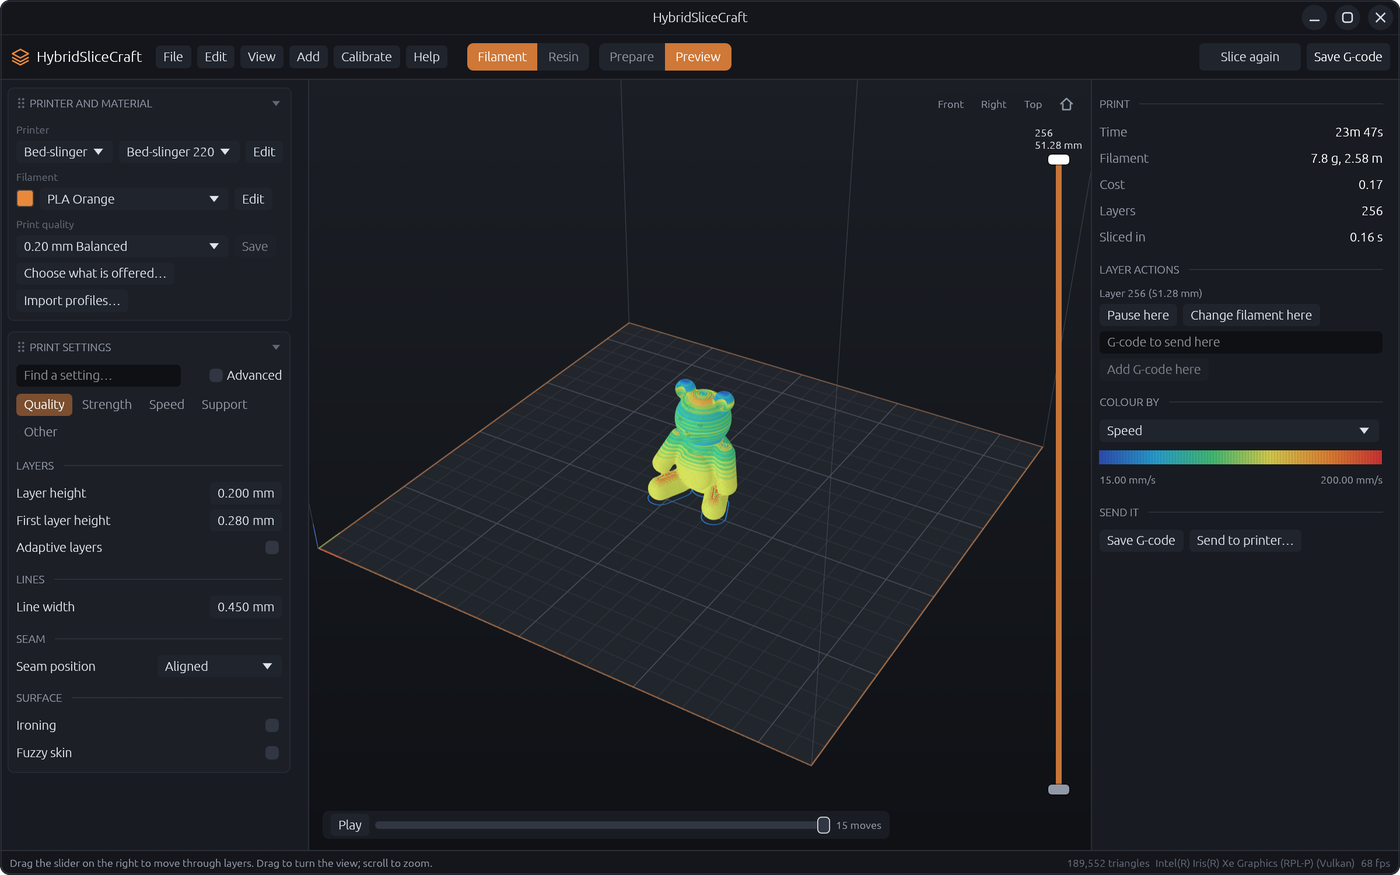 HybridSliceCraft
HybridSliceCraft File Edit View Add Calibrate Help Filament Resin Prepare Preview Slice again Save G-code
PRINTER AND MATERIAL
Printer
Bed-slinger Bed-slinger 220 Edit
Filament
PLA Orange Edit
Print quality
0.20 mm Balanced Save
Choose what is offered...
Import profiles...
PRINT SETTINGS
Find a setting... Advanced
Quality Strength Speed Support
Other
LAYERS
Layer height 0.200 mm
First layer height 0.280 mm
Adaptive layers
LINES
Line width 0.450 mm
SEAM
Seam position Aligned
SURFACE
Ironing
Fuzzy skin
Front Right Top
256
51.28 mm
Play 15 moves
PRINT
Time 23m 47s
Filament 7.8 g, 2.58 m
Cost 0.17
Layers 256
Sliced in 0.16 s
LAYER ACTIONS
Layer 256 (51.28 mm)
Pause here Change filament here
G-code to send here
Add G-code here
COLOUR BY
Speed
15.00 mm/s 200.00 mm/s
SEND IT
Save G-code Send to printer...
Drag the slider on the right to move through layers. Drag to turn the view; scroll to zoom. 189,552 triangles Intel(R) Iris(R) Xe Graphics (RPL-P) (Vulkan) 68 fps